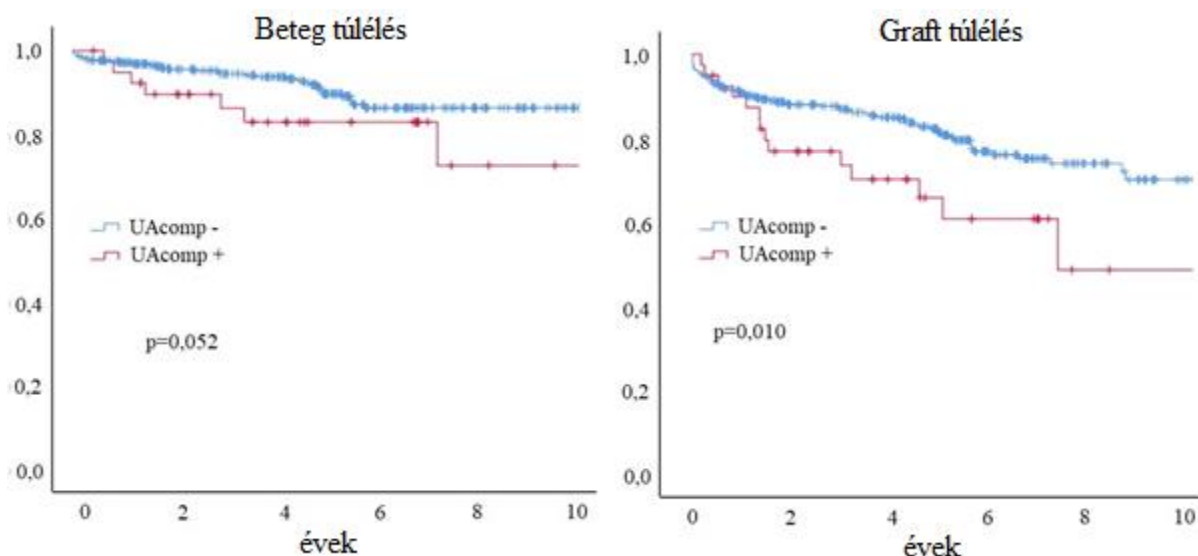 Beteg túlélés
1,0
0,8
0,6
0,4
0,2
0,0
UAcomp -
UAcomp +
p=0,052
0 2 4 6 8 10
évek
Graft túlélés
1,0
0,8
0,6
0,4
0,2
0,0
UAcomp -
UAcomp +
p=0,010
0 2 4 6 8 10
évek